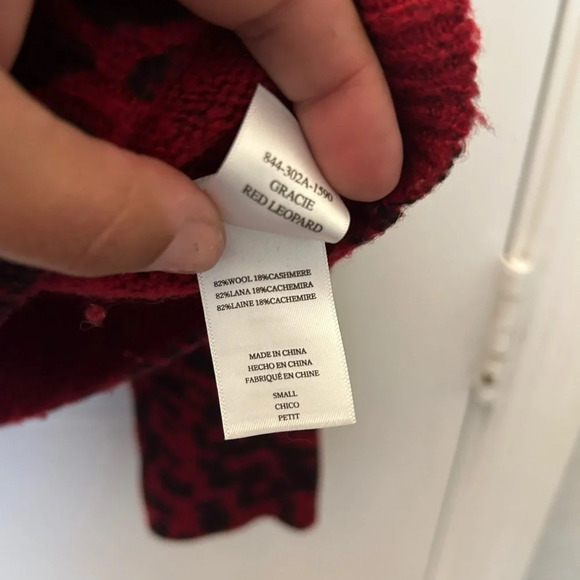 844-302A-1590
GRACIE
RED LEOPARD
82%WOOL 18%CASHMERE
82%LANA 18%CACHEMIRA
82%LAINE 18%CACHEMIRE
MADE IN CHINA
HECHO EN CHINA
FABRIQUÉ EN CHINE
SMALL
CHICO
PETIT